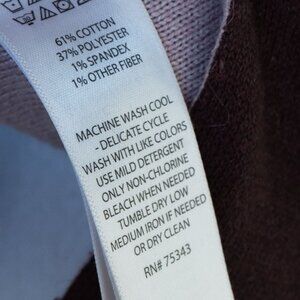 61% COTTON
37% POLYESTER
1% SPANDEX
1% OTHER FIBER
MACHINE WASH COOL
- DELICATE CYCLE
WASH WITH LIKE COLORS
USE MILD DETERGENT
ONLY NON-CHLORINE
BLEACH WHEN NEEDED
TUMBLE DRY LOW
MEDIUM IRON IF NEEDED
OR DRY CLEAN
RN# 75343